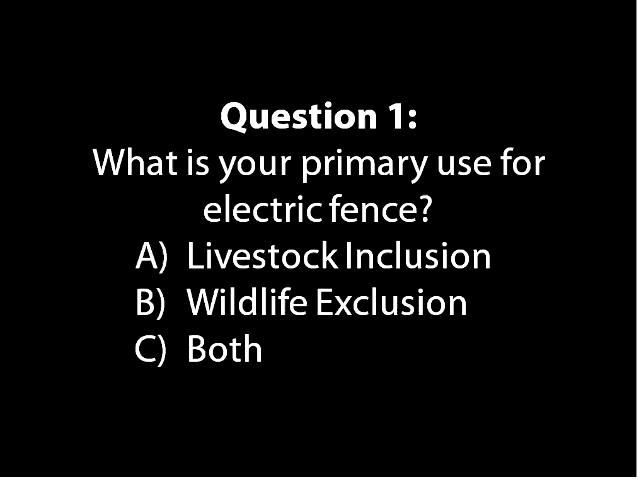 Question 1:
What is your primary use for
electric fence?
A) Livestock Inclusion
B) Wildlife Exclusion
C) Both